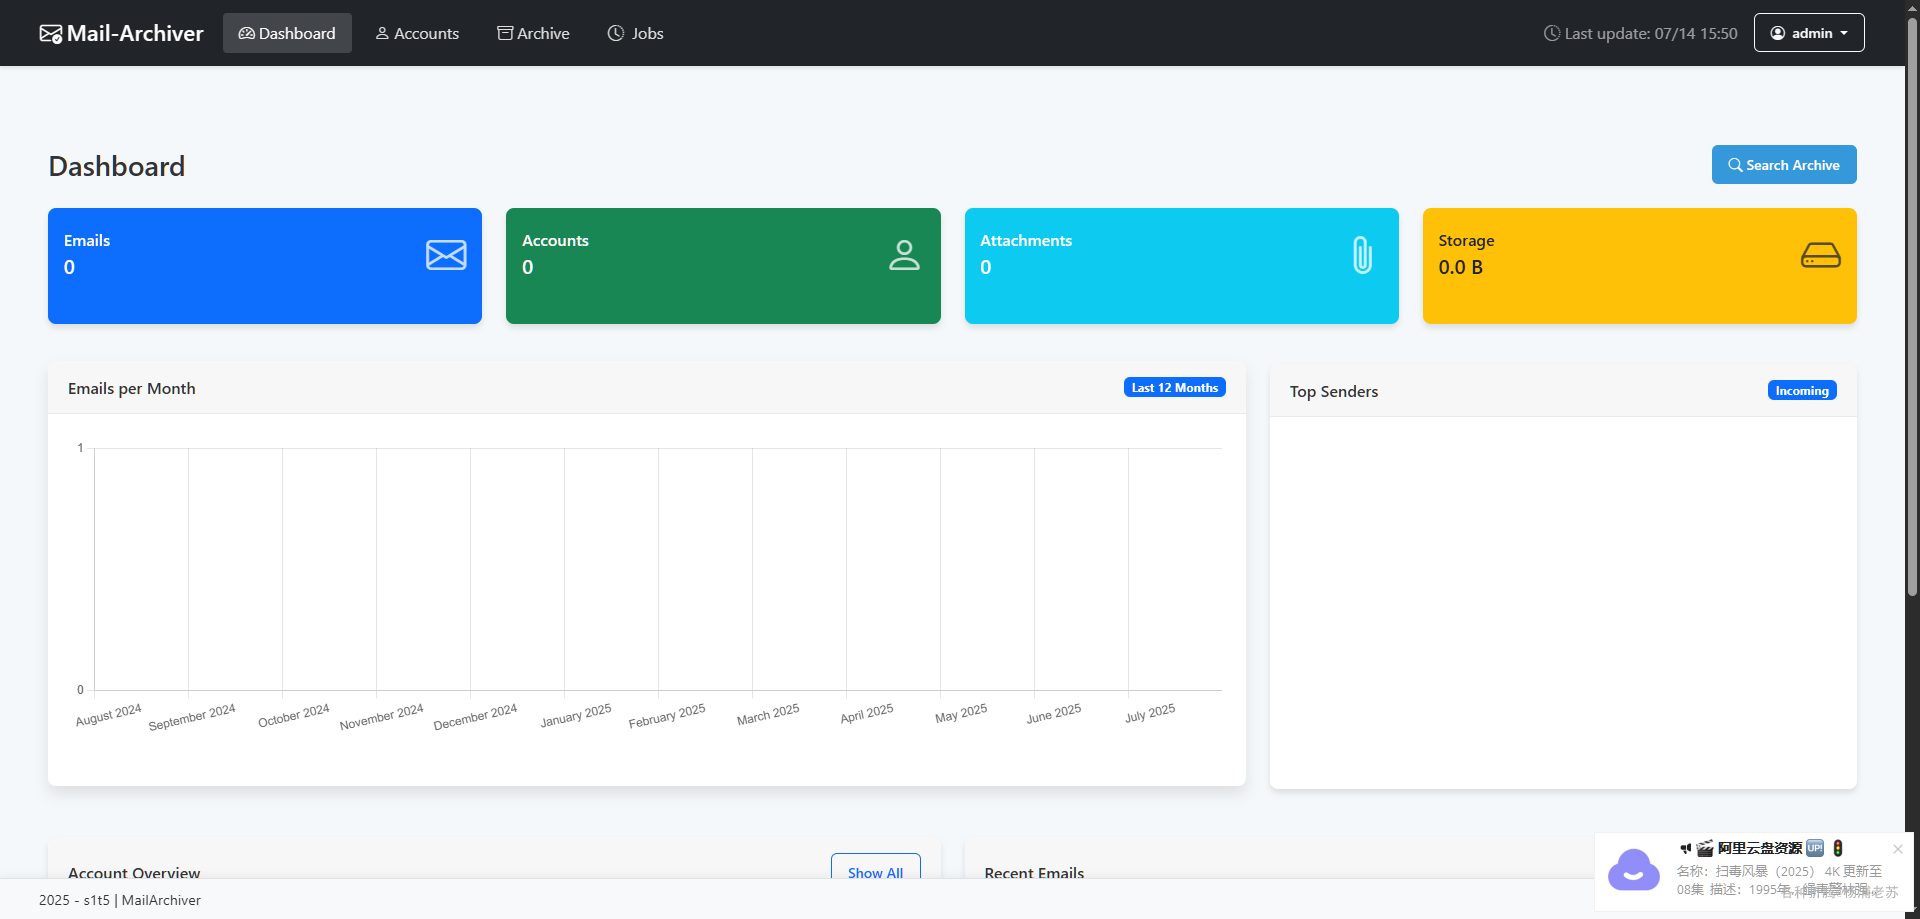 Mail-Archiver
Dashboard
Accounts
Archive
Jobs
Last update: 07/14 15:50
admin
Dashboard
Search Archive
Emails
0
Accounts
0
Attachments
0
Storage
0.0 B
Emails per Month
Last 12 Months
Top Senders
Incoming
1
0
August 2024
September 2024
October 2024
November 2024
December 2024
January 2025
February 2025
March 2025
April 2025
May 2025
June 2025
July 2025
Account Overview
Show All
Recent Emails
阿里云盘资源 UP!
名称：扫毒风暴（2025） 4K 更新至
08集 描述：1995年，
2025 - s1t5 | MailArchiver